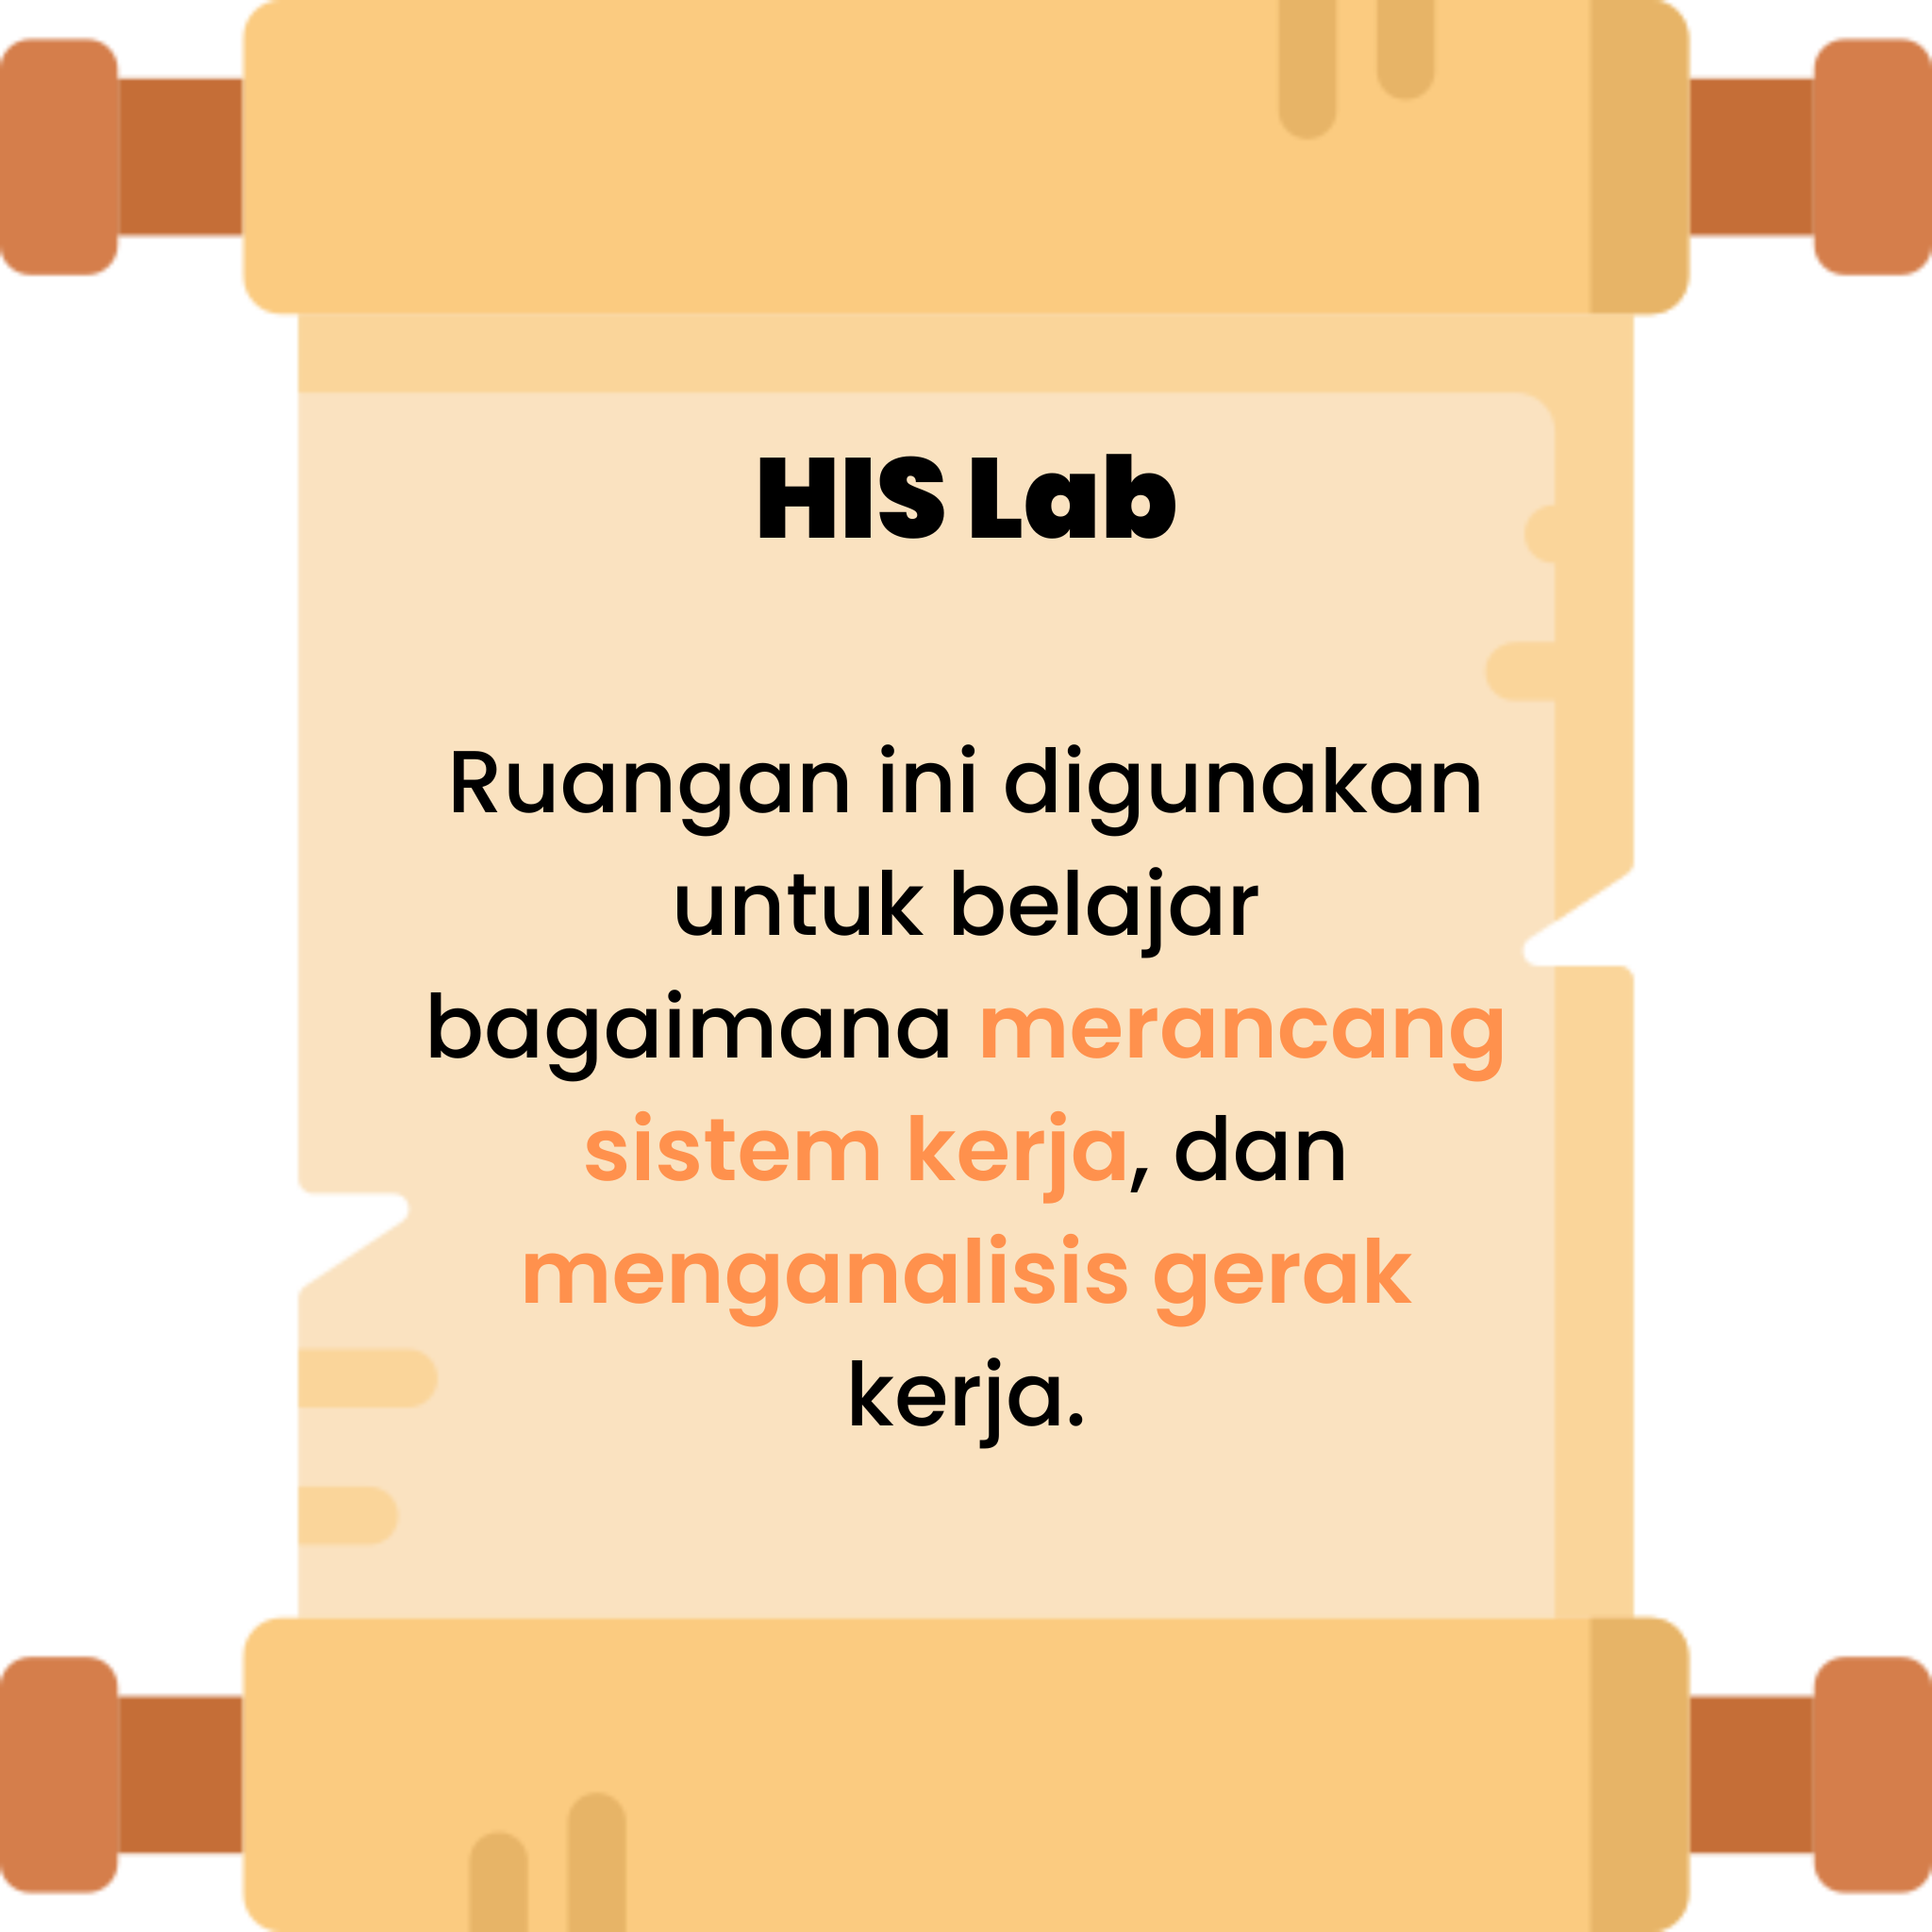 HIS Lab
Ruangan ini digunakan
untuk belajar
bagaimana merancang
sistem kerja, dan
menganalisis gerak
kerja.